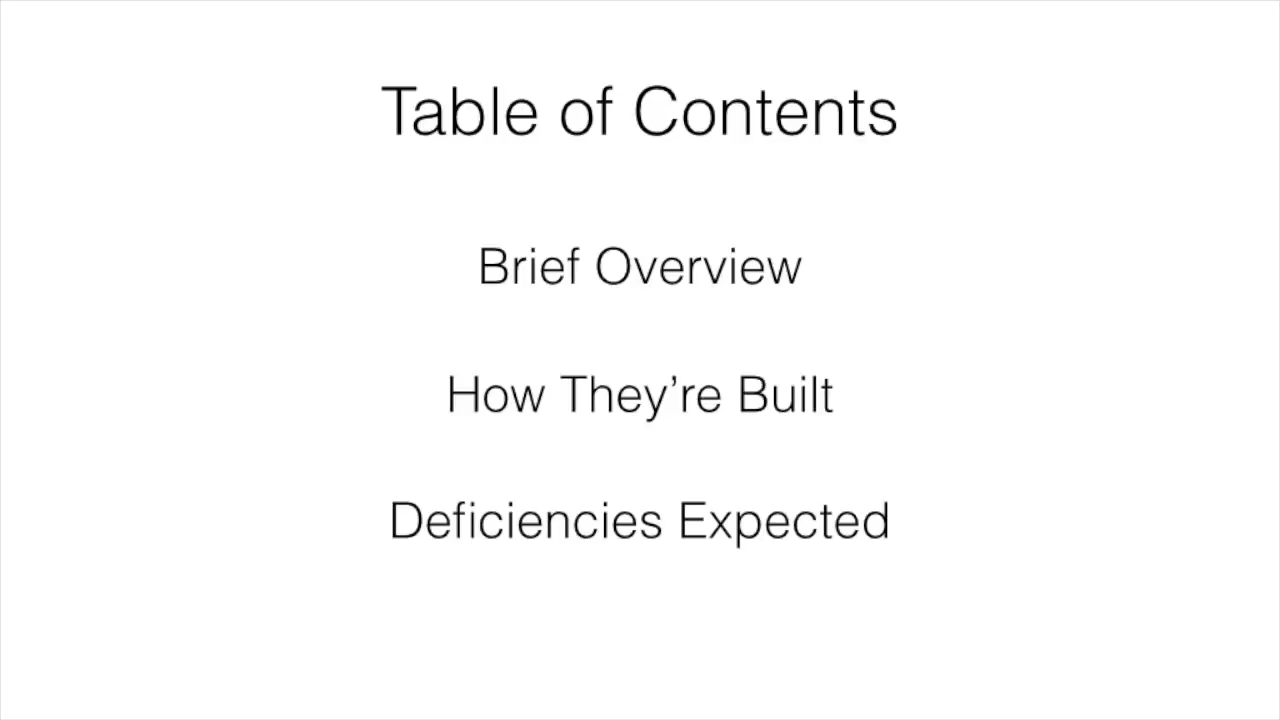 Table of Contents
Brief Overview
How They’re Built
Deficiencies Expected